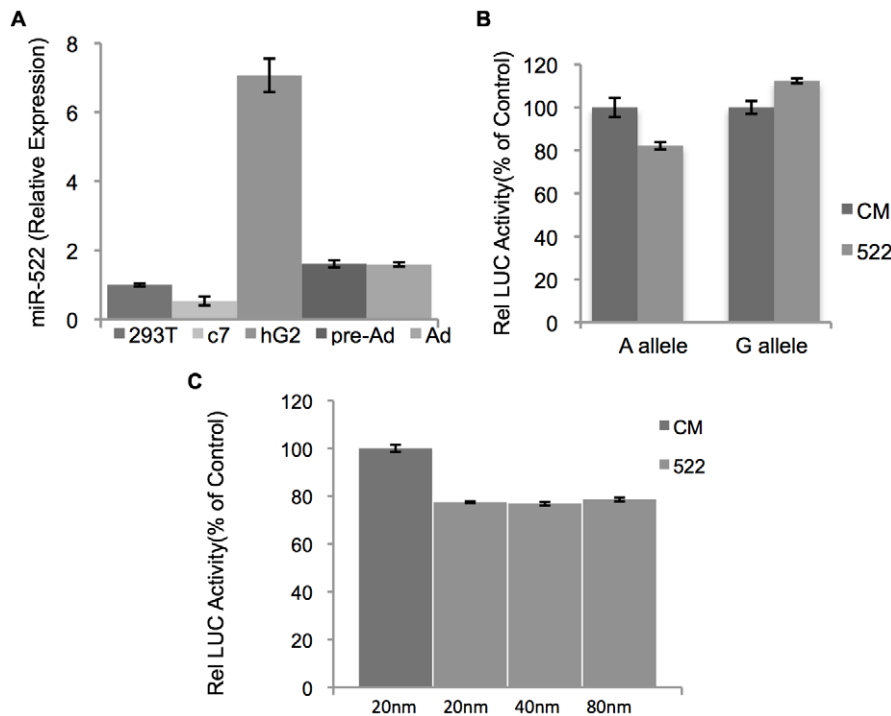 A
miR-522 (Relative Expression)
8
6
4
2
0
293T c7 hG2 pre-Ad Ad
B
Rel LUC Activity(% of Control)
120
100
80
60
40
20
0
A allele G allele
CM
522
C
Rel LUC Activity(% of Control)
120
100
80
60
40
20
0
20nm 20nm 40nm 80nm
CM
522